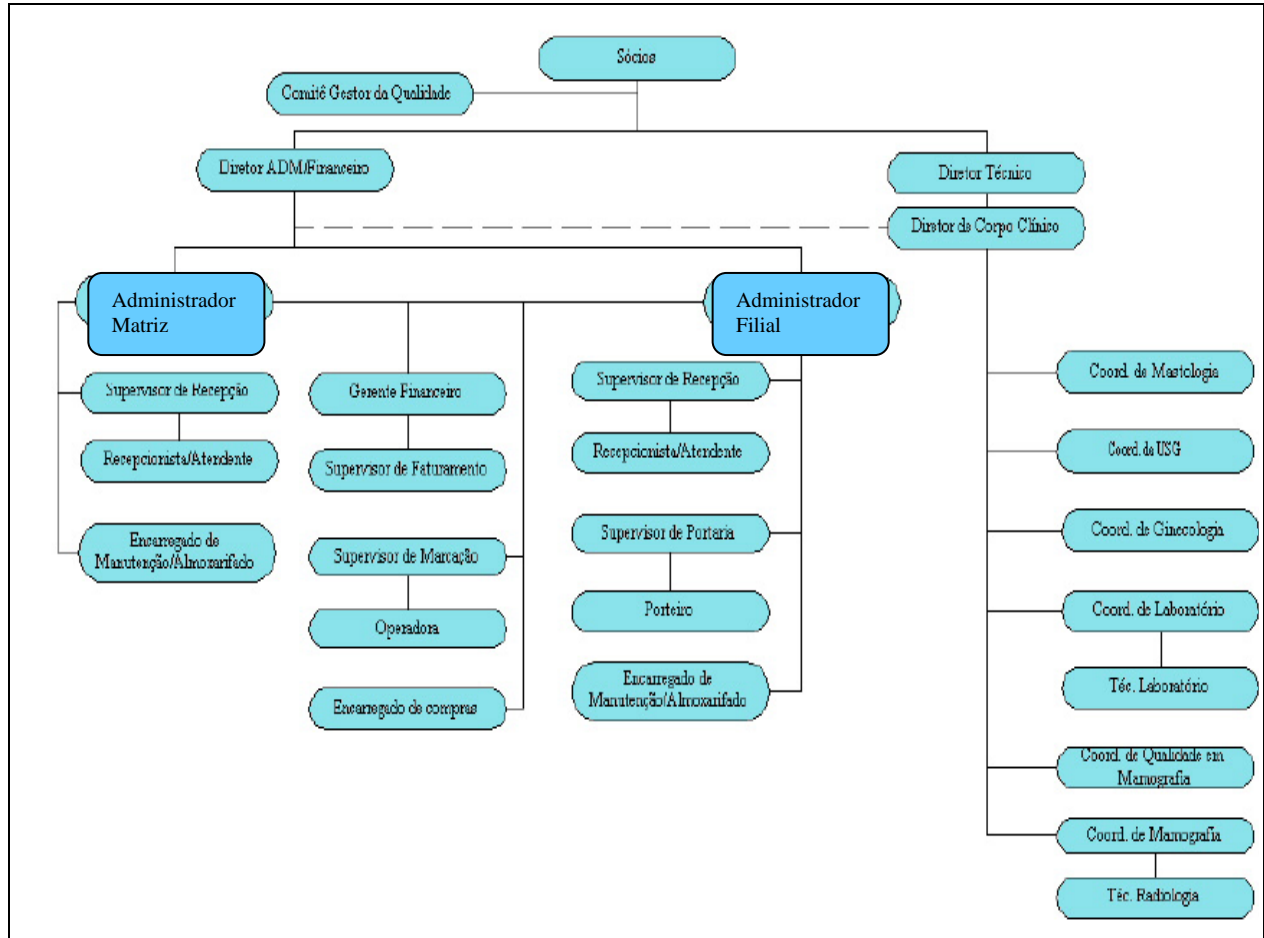 Sócios
Comitê Gestor da Qualidade
Diretor ADM/Financeiro
Diretor Técnico
Diretor de Corpo Clínico
Administrador
Matriz
Administrador
Filial
Supervisor de Recepção
Recepcionista/Atendente
Encarregado de
Manutenção/Almoxarifado
Gerente Financeiro
Supervisor de Faturamento
Supervisor de Marcação
Operadora
Encarregado de compras
Supervisor de Recepção
Recepcionista/Atendente
Supervisor de Portaria
Porteiro
Encarregado de
Manutenção/Almoxarifado
Coord. de Mastologia
Coord. de USG
Coord. de Ginecologia
Coord. de Laboratório
Téc. Laboratório
Coord. de Qualidade em
Mamografia
Coord. de Mamografia
Téc. Radiologia